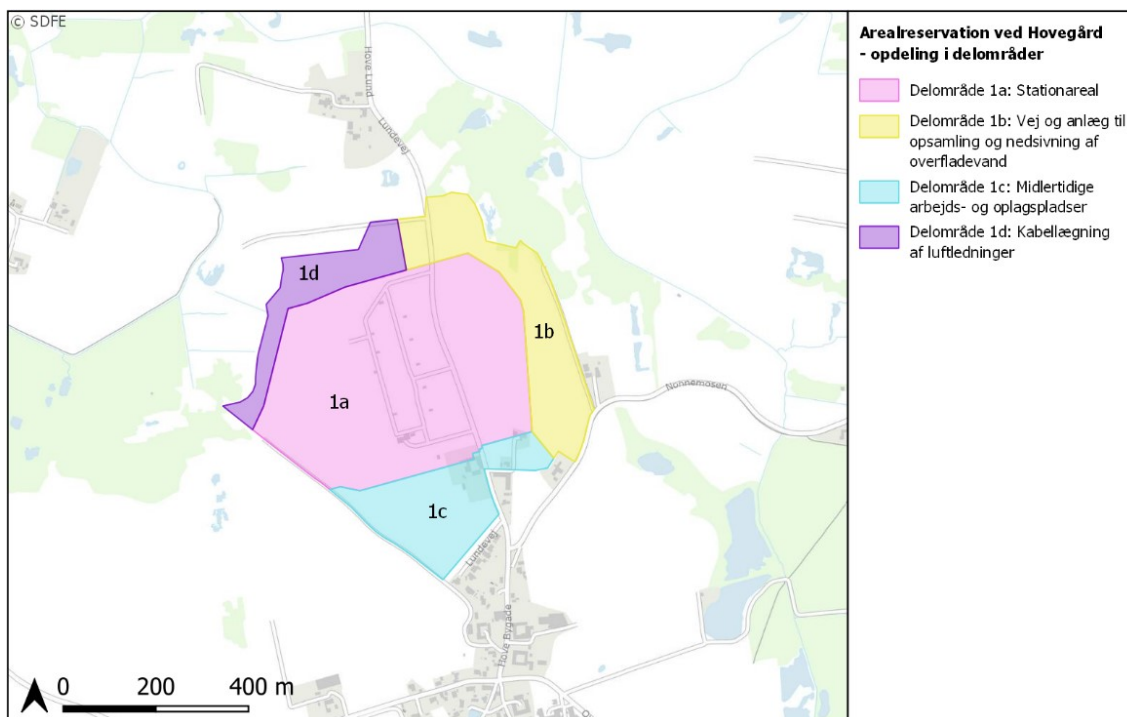 © SDFE
Arealreservation ved Hovegård
- opdeling i delområder
Delområde 1a: Stationareal
Delområde 1b: Vej og anlæg til
opsamling og nedsivning af
overfladevand
Delområde 1c: Midlertidige
arbejds- og oplagspladser
Delområde 1d: Kabellægning
af luftledninger
Hove Lund
Lundevej
1d
1b
1a
Nonnemosen
1c
Lundevej
Hove Bygade
0 200 400 m